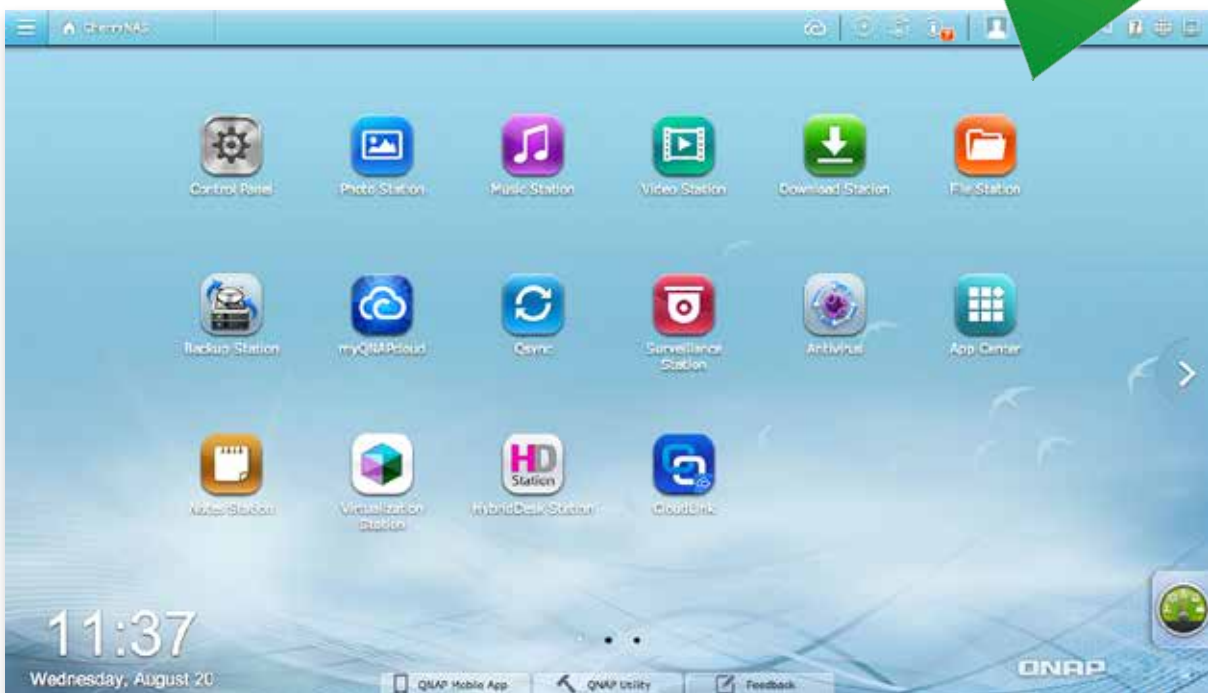 CherryNAS
Control Panel
Photo Station
Music Station
Video Station
Download Station
File Station
Backup Station
myQNAPcloud
Qsync
Surveillance
Station
Antivirus
App Center
Notes Station
Virtualization
Station
HD
Station
HybridDesk Station
CloudLink
11:37
Wednesday, August 20
QNAP Mobile App
QNAP Utility
Feedback
QNAP